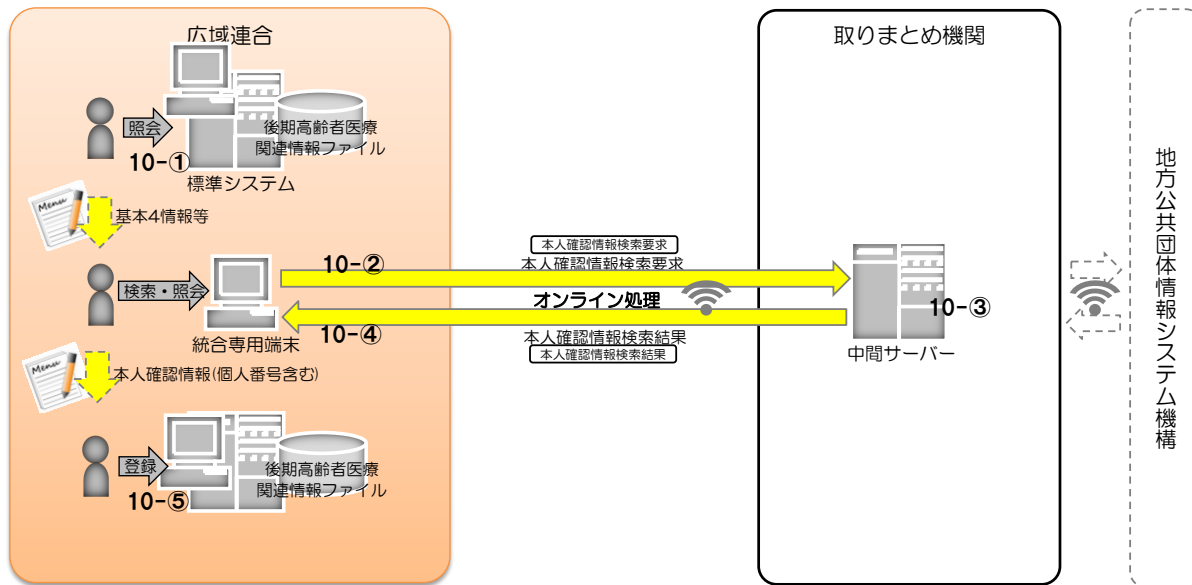 広域連合
照会
10-①
後期高齢者医療
関連情報ファイル
標準システム
Menu
基本4情報等
検索・照会
統合専用端末
Menu
本人確認情報(個人番号含む)
登録
10-⑤
後期高齢者医療
関連情報ファイル
本人確認情報検索要求
10-②
本人確認情報検索要求
オンライン処理
10-④
本人確認情報検索結果
本人確認情報検索結果
取りまとめ機関
10-③
中間サーバー
地方公共団体情報システム機構